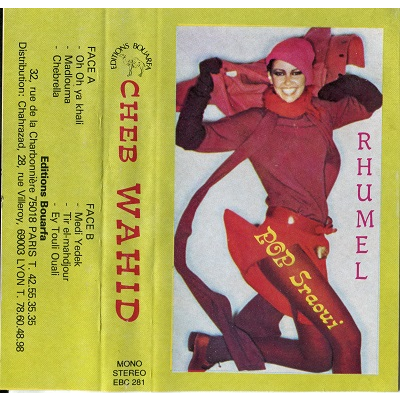 FACE A
- Oh Oh ya khali
- Madlouma
- Chebrella
FACE B
- Medi Yedek
- Tir el-mahdjour
- Ey Touli Ouali
Editions Bouarfa
32, rue de la Charbonnière 75018 PARIS T. 42.55.35.35
Distribution: Chahrazad, 28, rue Villeroy, 69003 LYON T. 78.60.48.98
EDITIONS BOUARFA
CHEB WAHID
MONO
STEREO
EBC 281
RHUMEL
POP Sraoui